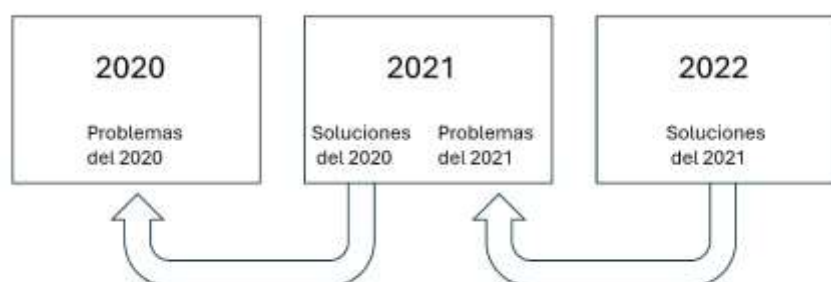 2020
Problemas
del 2020
2021
Soluciones
del 2020
Problemas
del 2021
2022
Soluciones
del 2021